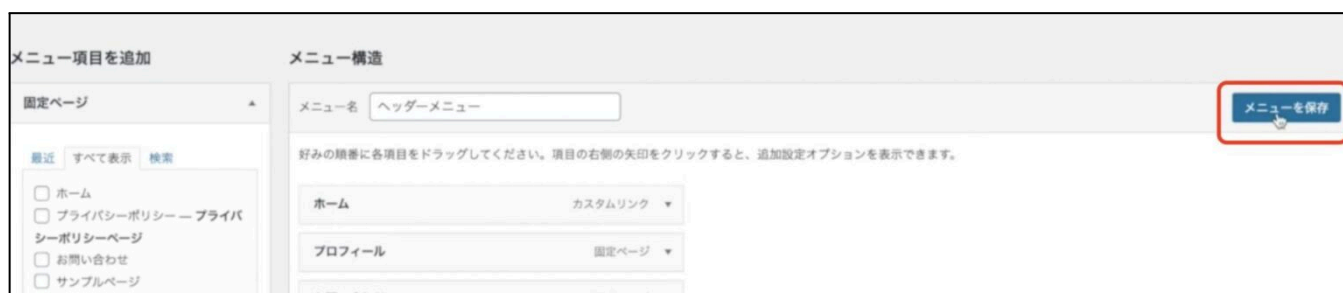 メニュー項目を追加
メニュー構造
固定ページ
メニュー名 ヘッダーメニュー
メニューを保存
最近 すべて表示 検索
好みの順番に各項目をドラッグしてください。項目の右側の矢印をクリックすると、追加設定オプションを表示できます。
ホーム
プライバシーポリシー — プライバ
シーポリシーページ
お問い合わせ
サンプルページ
ホーム カスタムリンク
プロフィール 固定ページ